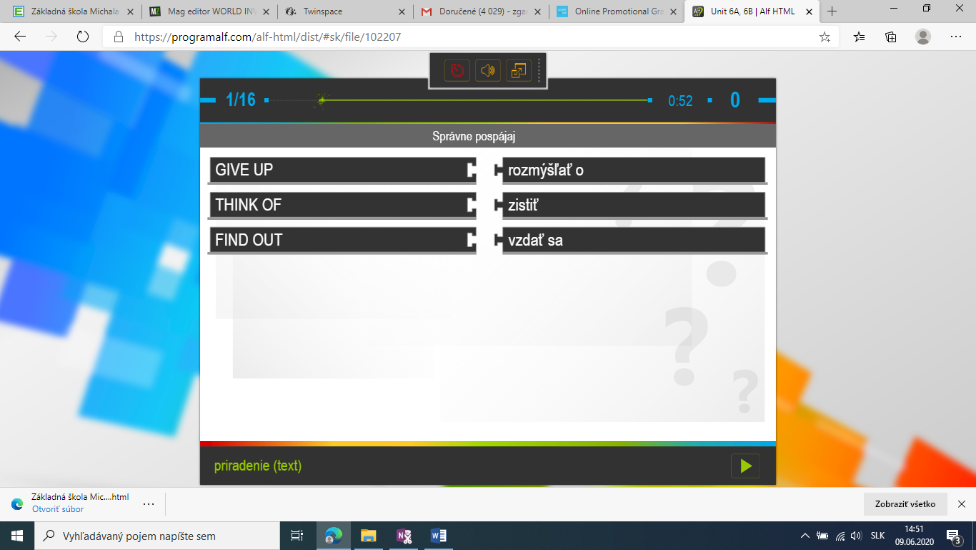 Základná škola Michala
Mag editor WORLD IN
Twinspace
Doručené (4 029) - zga
Online Promotional Gra
Unit 6A, 6B | Alf HTML
https://programalf.com/alf-html/dist/#sk/file/102207
1/16
0:52
0
Správne pospájaj
GIVE UP
rozmýšľať o
THINK OF
zistiť
FIND OUT
vzdať sa
priradenie (text)
Základná škola Mic....html
Otvoriť súbor
Zobraziť všetko
Vyhľadávaný pojem napíšte sem
SLK
14:51
09.06.2020
3